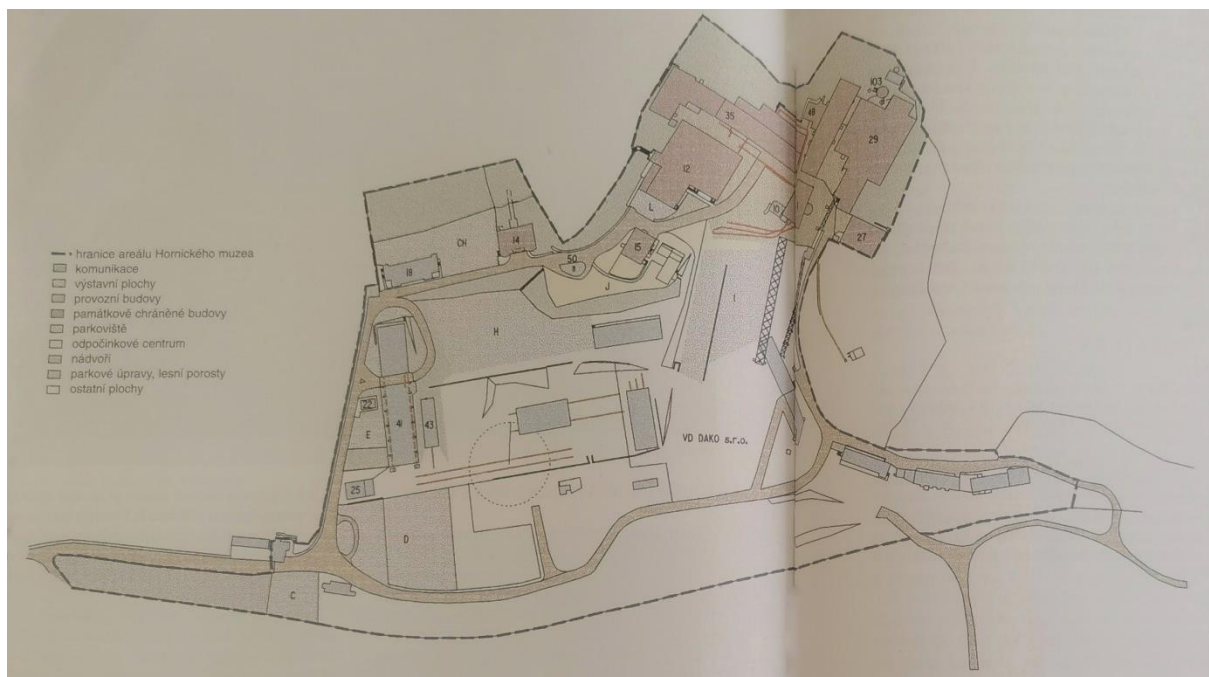 103
48
35
29
12
10
L
27
CH
14
15
18
50
J
I
H
22
41
43
E
VD DAKO s.r.o.
25
D
C
hranice areálu Hornického muzea
komunikace
výstavní plochy
provozní budovy
památkově chráněné budovy
parkoviště
odpočinkové centrum
nádvoří
parkové úpravy, lesní porosty
ostatní plochy